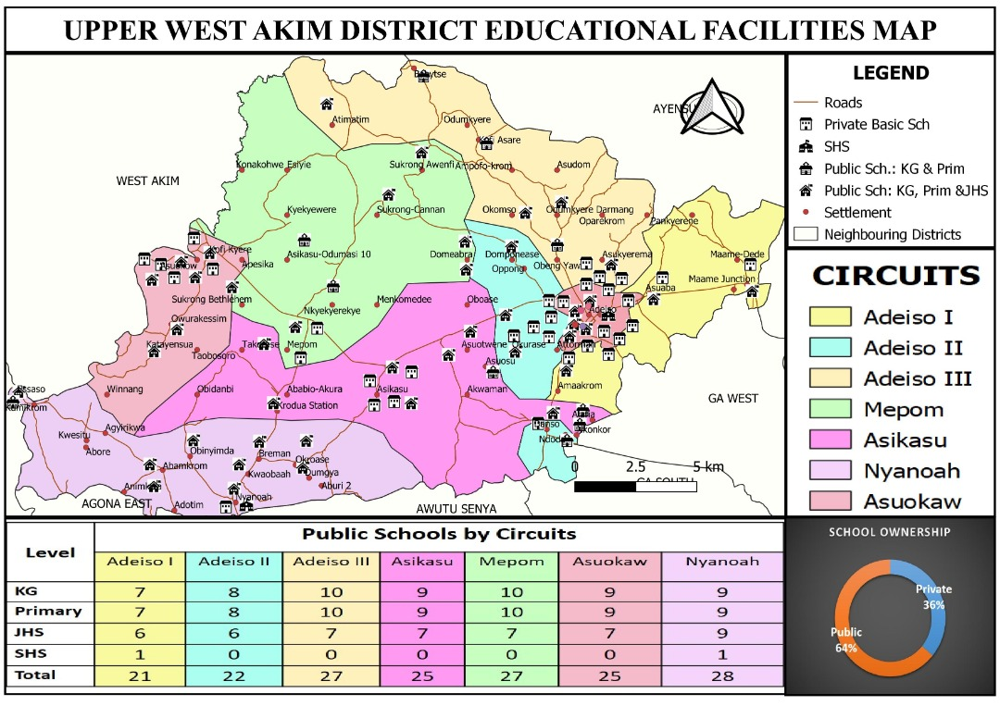 UPPER WEST AKIM DISTRICT EDUCATIONAL FACILITIES MAP
LEGEND
Roads
Private Basic Sch
SHS
Public Sch.: KG & Prim
Public Sch: KG, Prim &JHS
Settlement
Neighbouring Districts
CIRCUITS
Adeiso I
Adeiso II
Adeiso III
Mepom
Asikasu
Nyanoah
Asuokaw
WEST AKIM
GA WEST
AGONA EAST
AWUTU SENYA
GA SOUTH
Atimatim
Odumkyere
Kofi Asare
Konakohwe Esiyie
Sukrong Awenfi
Ampofo-krom
Asudom
Kyekyewere
Sukrong-Cannan
Okomso
Odumkyere Darmang
Oparekrom
Pankyerene
Kofi-Kyere
Apesika
Asikasu-Odumasi 10
Domeabra
Domponease
Oppong
Obeng Yaw
Asukyerema
Maame-Dede
Maame Junction
Asuaba
Sukrong Bethlehem
Nkyekyerekye
Menkomedee
Oboase
Adeiso
Owurakessim
Katayensua
Taboboso
Mepom
Asuotwene
Okurase
Asuosu
Winnang
Obidanbi
Ababio-Akura
Krodua Station
Asikasu
Akwaman
Amaakrom
Kwesitu
Agyirikwa
Abore
Obinyimda
Breman
Okroase
Ahamkrom
Kwaobaah
Aburi 2
Nyanoah
Adotim
0 2.5 5 km
Public Schools by Circuits
Level Adeiso I Adeiso II Adeiso III Asikasu Mepom Asuokaw Nyanoah
KG 7 8 10 9 10 9 9
Primary 7 8 10 9 10 9 9
JHS 6 6 7 7 7 7 9
SHS 1 0 0 0 0 0 1
Total 21 22 27 25 27 25 28
SCHOOL OWNERSHIP
Private
36%
Public
64%